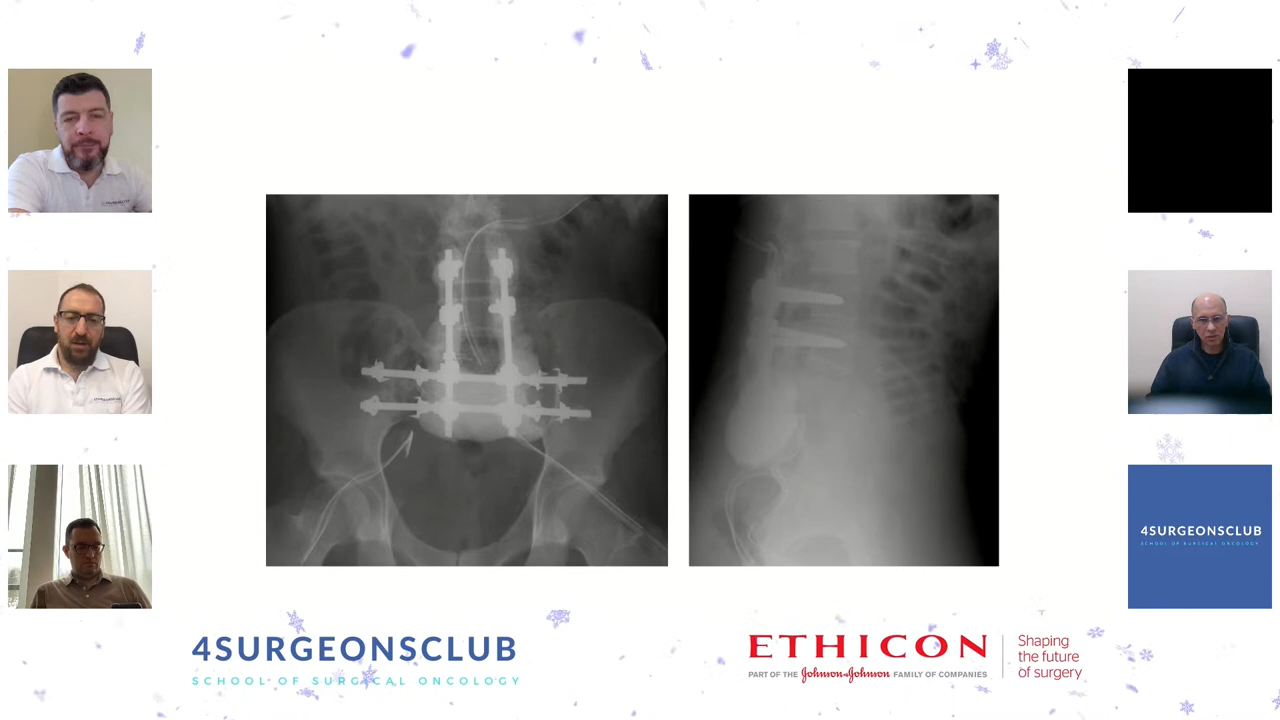 4SURGEONSCLUB
SCHOOL OF SURGICAL ONCOLOGY
4SURGEONSCLUB
SCHOOL OF SURGICAL ONCOLOGY
ETHICON
PART OF THE Johnson & Johnson FAMILY OF COMPANIES
Shaping
the future
of surgery